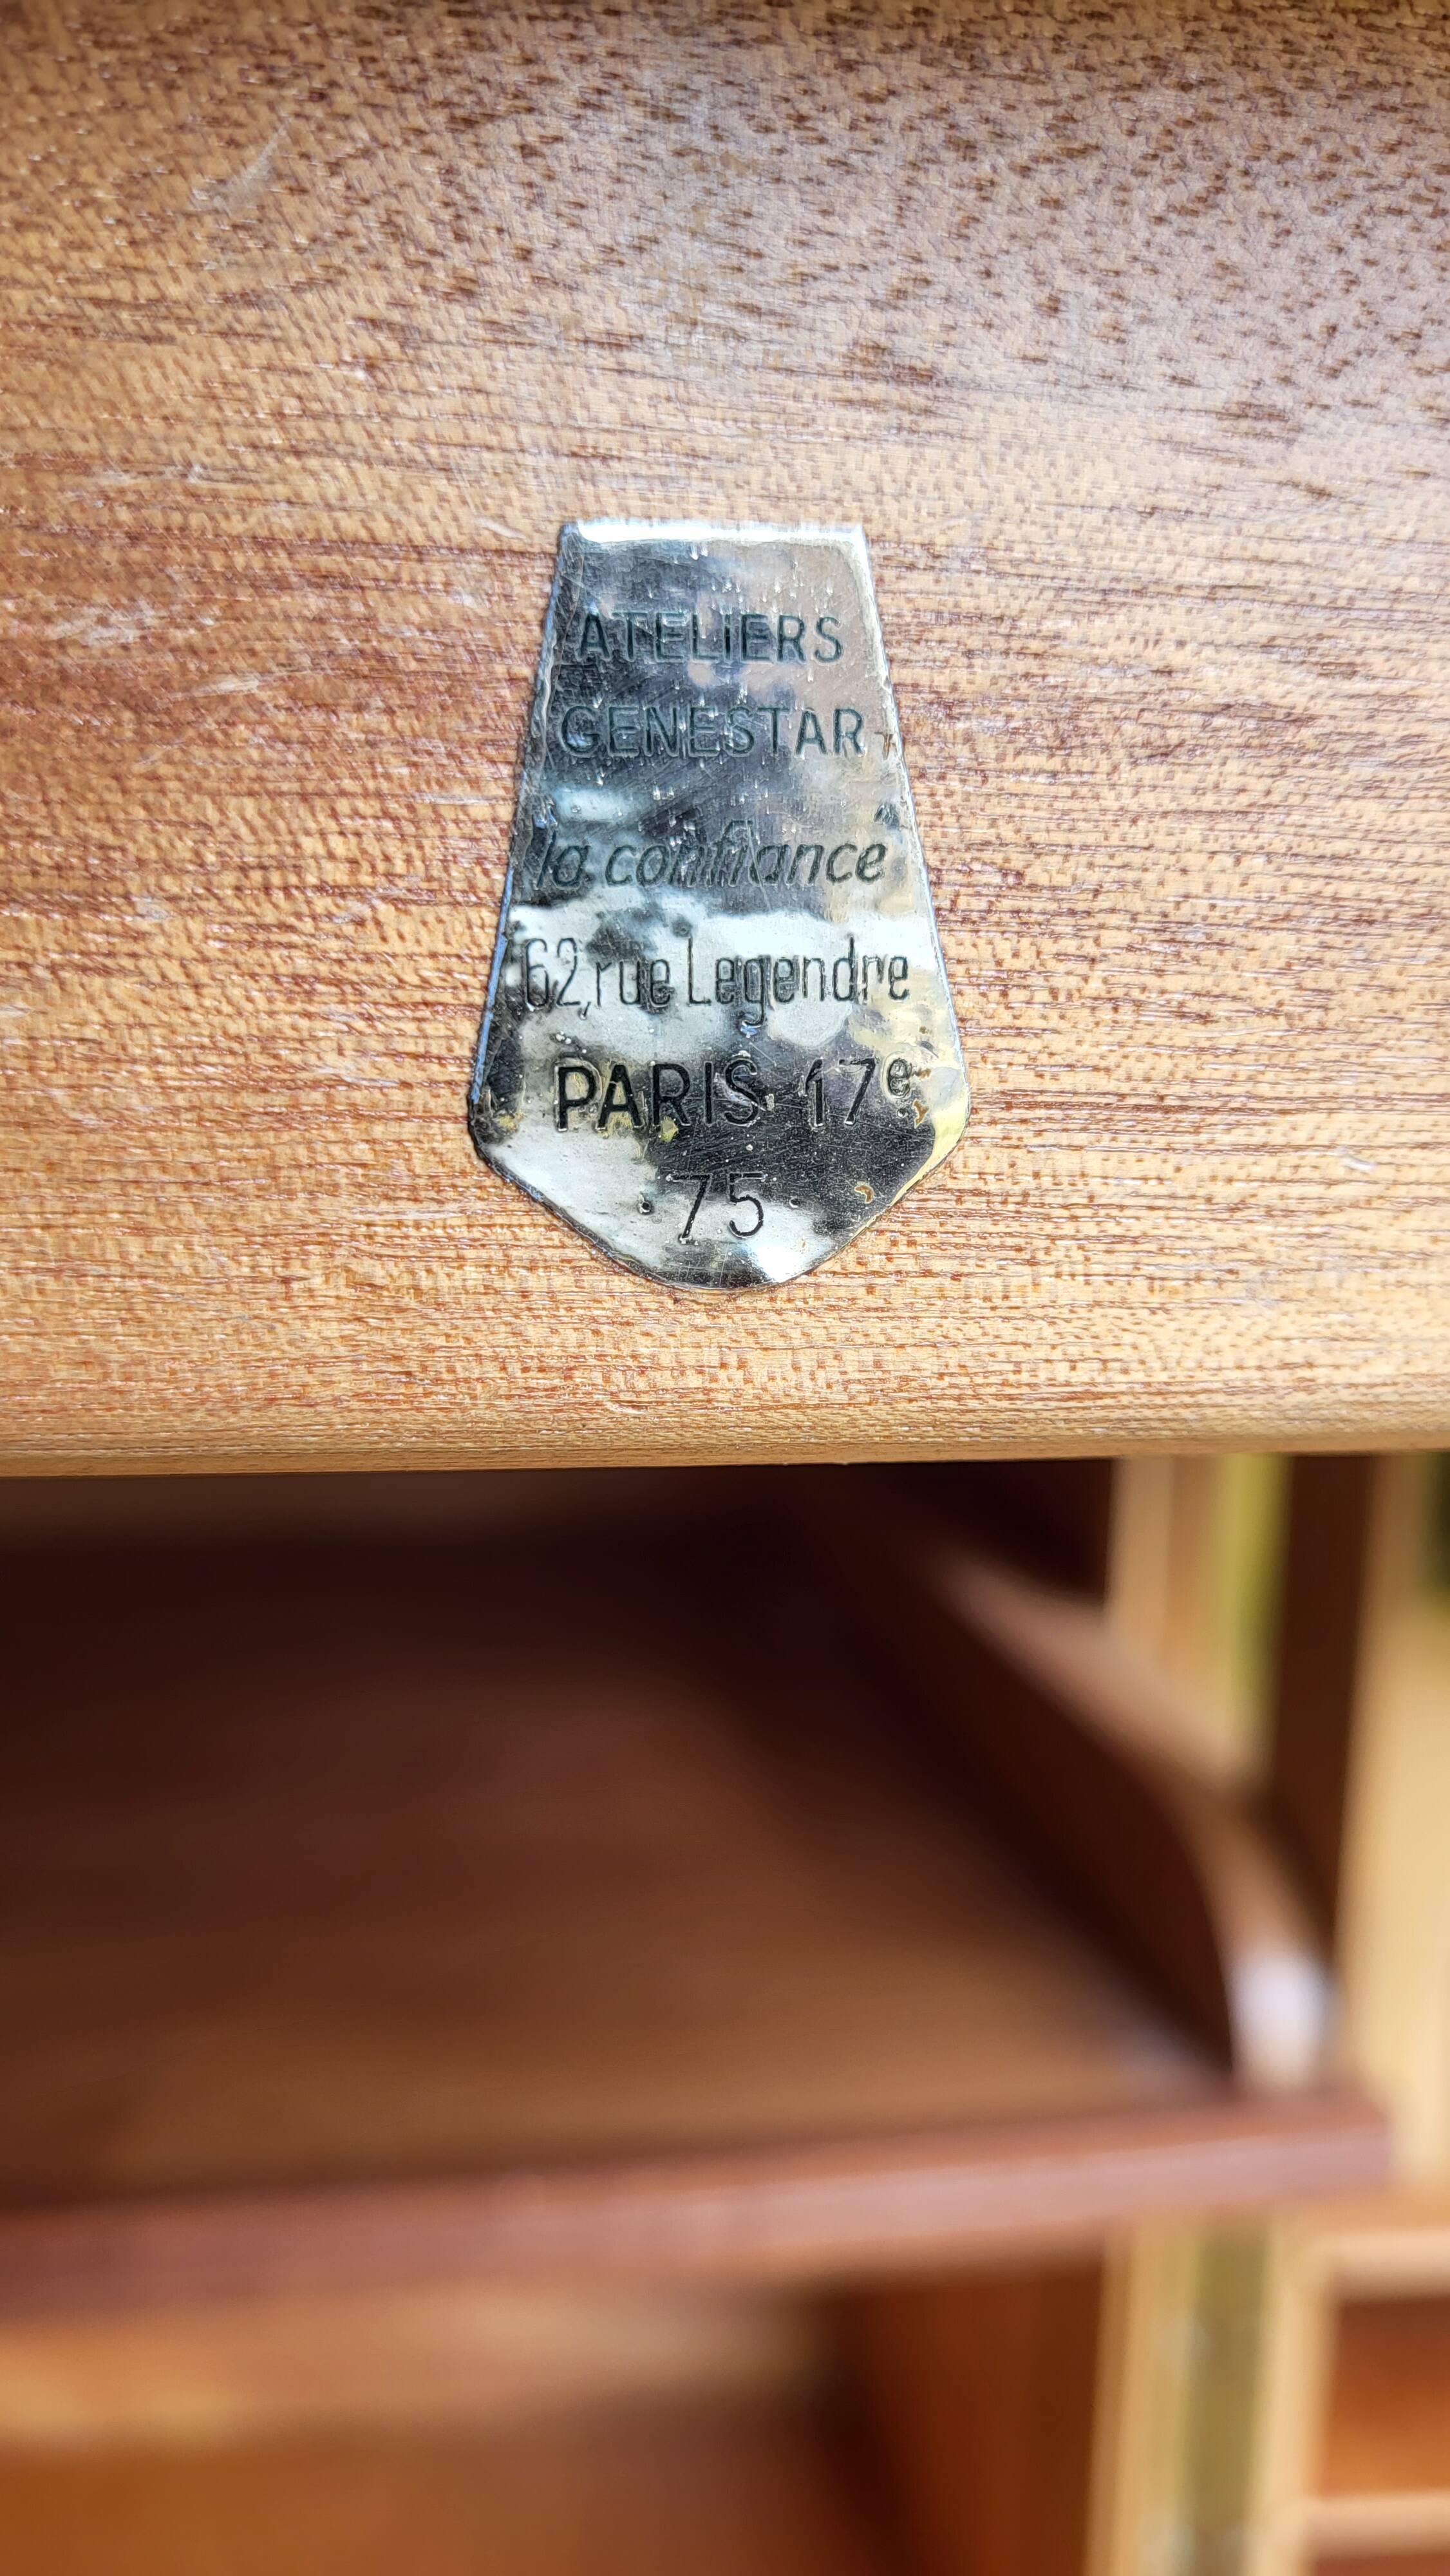 ATELIERS
GENESTAR
la confiance
62, rue Legendre
PARIS. 17e
. 75 .